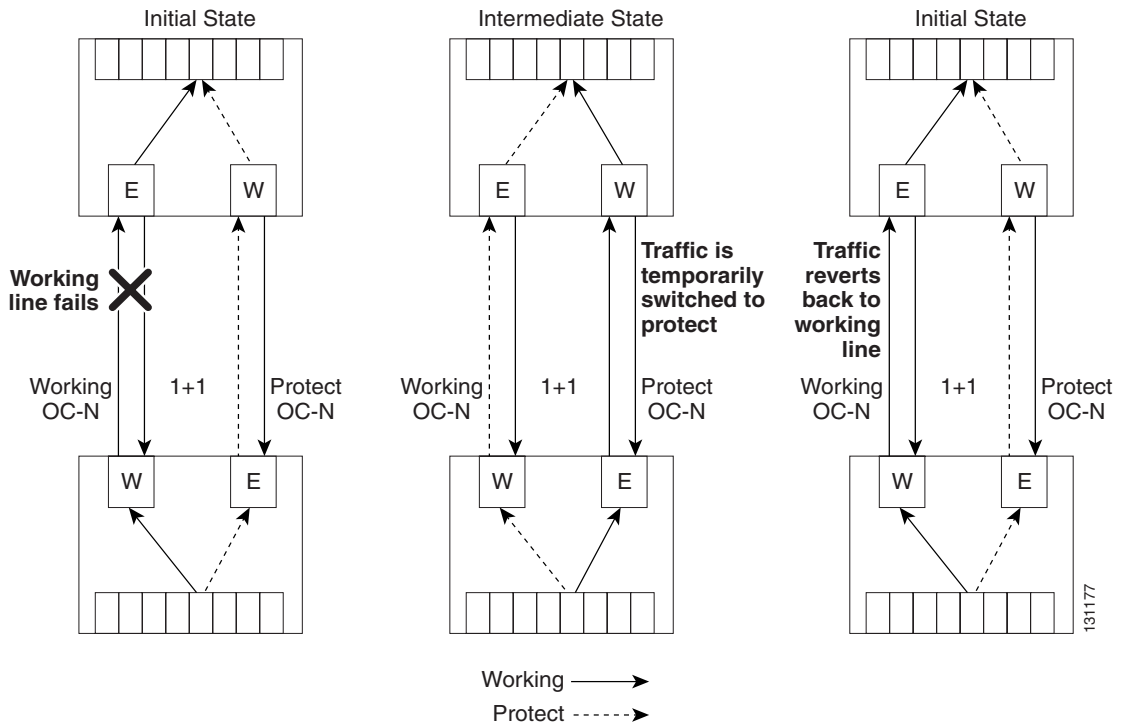 Initial State
Intermediate State
Initial State
E
W
E
W
E
W
Working
line fails
Traffic is
temporarily
switched to
protect
Traffic
reverts
back to
working
line
Working
OC-N
1+1
Protect
OC-N
Working
OC-N
1+1
Protect
OC-N
Working
OC-N
1+1
Protect
OC-N
W
E
W
E
W
E
131177
Working
Protect